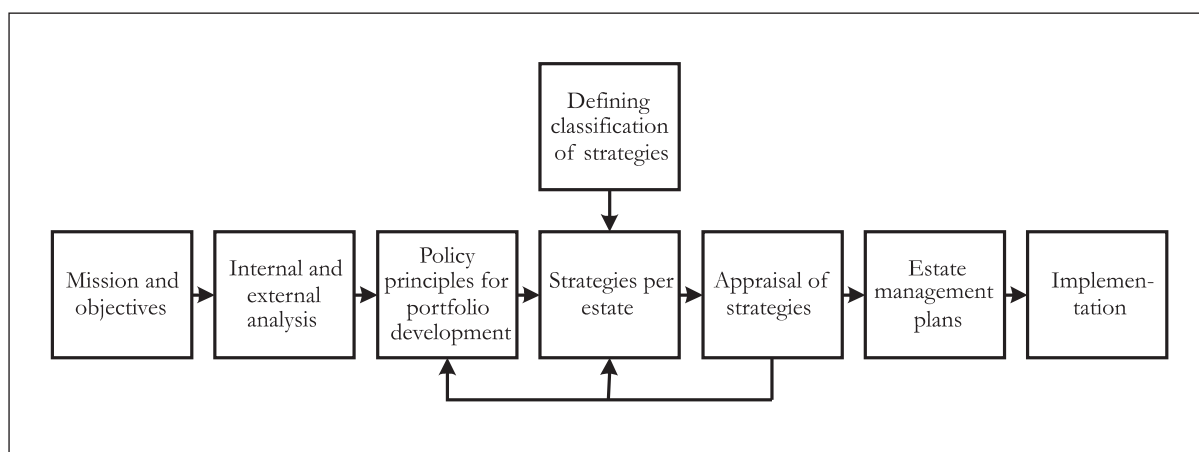 Defining
classification
of strategies
Mission and
objectives
Internal and
external
analysis
Policy
principles for
portfolio
development
Strategies per
estate
Appraisal of
strategies
Estate
management
plans
Implemen-
tation